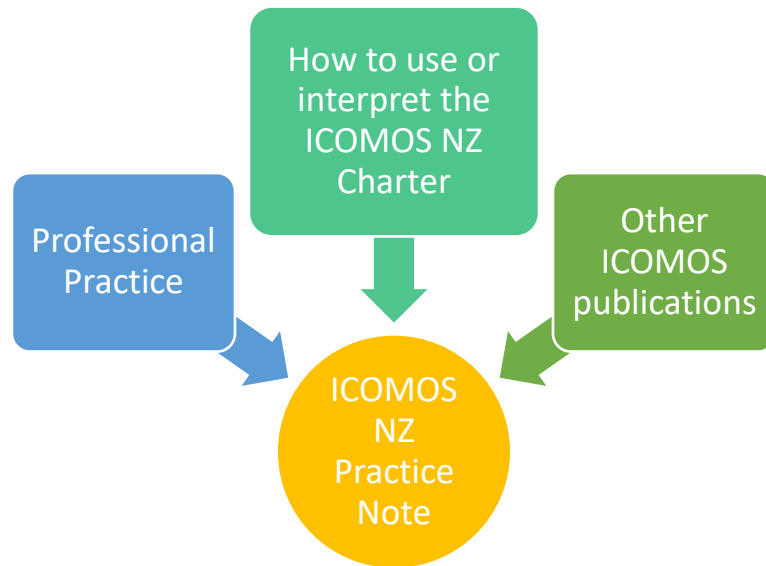 How to use or
interpret the
ICOMOS NZ
Charter
Professional
Practice
Other
ICOMOS
publications
ICOMOS
NZ
Practice
Note